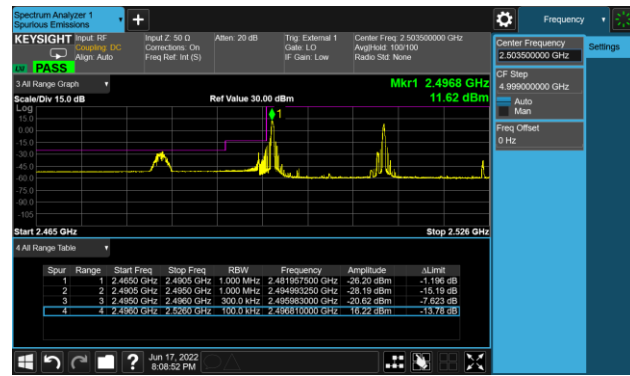 Spectrum Analyzer 1
Spurious Emissions
Frequency
KEYSIGHT Input: RF Input Z: 50 Ω Atten: 20 dB Trig: External 1 Center Freq: 2.503500000 GHz
Coupling: DC Corrections: On Gate: LO Avg|Hold: 100/100
Align: Auto Freq Ref: Int (S) IF Gain: Low Radio Std: None
LW PASS
Center Frequency
2.503500000 GHz
Settings
CF Step
4.999000000 GHz
Auto
Man
Freq Offset
0 Hz
3 All Range Graph
Mkr1 2.4968 GHz
Scale/Div 15.0 dB Ref Value 30.00 dBm 11.62 dBm
Log
15.0
0.00
-15.0
-30.0
-45.0
-60.0
-75.0
-90.0
-105
1
Start 2.465 GHz Stop 2.526 GHz
4 All Range Table
Spur Range Start Freq Stop Freq RBW Frequency Amplitude ΔLimit
1 1 2.4650 GHz 2.4905 GHz 1.000 MHz 2.481957500 GHz -26.20 dBm -1.196 dB
2 2 2.4905 GHz 2.4950 GHz 1.000 MHz 2.494993250 GHz -28.19 dBm -15.19 dB
3 3 2.4950 GHz 2.4960 GHz 300.0 kHz 2.495983000 GHz -20.62 dBm -7.623 dB
4 4 2.4960 GHz 2.5260 GHz 100.0 kHz 2.496810000 GHz 16.22 dBm -13.78 dB
Jun 17, 2022
8:08:52 PM